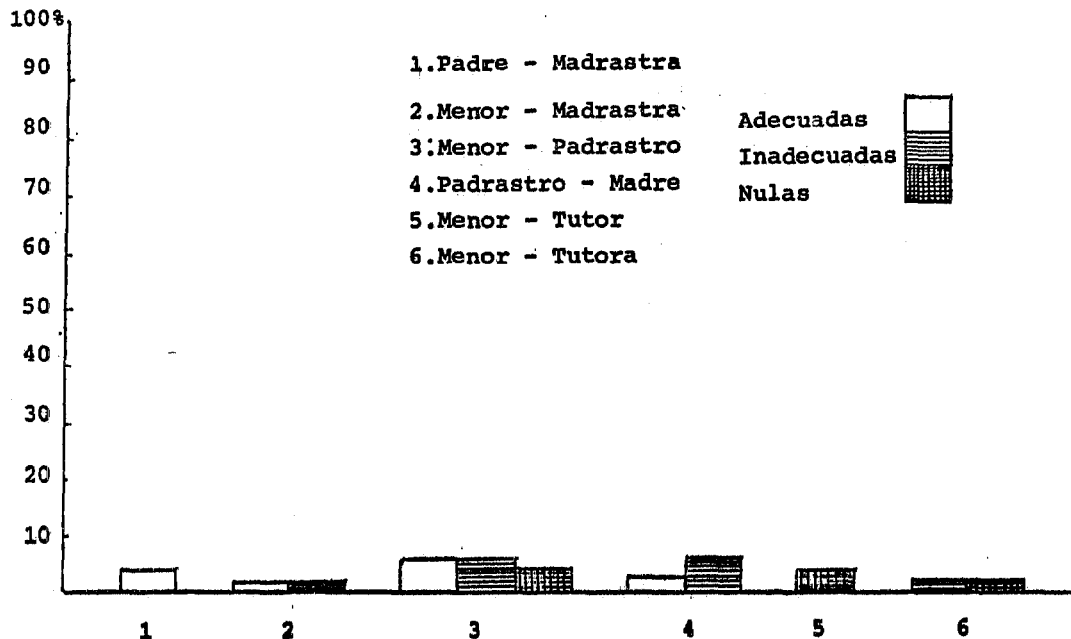 100%
90
80
70
60
50
40
30
20
10
1.Padre - Madrastra
2.Menor - Madrastra
3.Menor - Padrastro
4.Padrastro - Madre
5.Menor - Tutor
6.Menor - Tutora
Adecuadas
Inadecuadas
Nulas
1 2 3 4 5 6